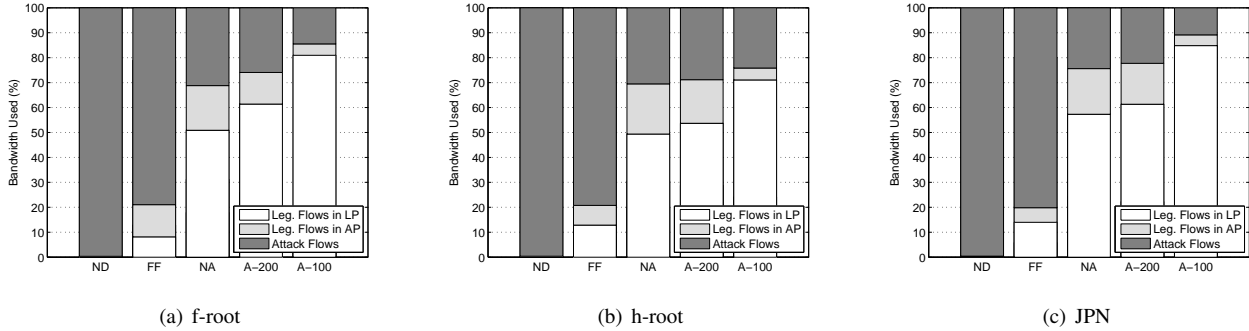 100
90
80
70
60
50
40
30
20
10
0
Bandwidth Used (%)
Leg. Flows in LP
Leg. Flows in AP
Attack Flows
ND FF NA A−200 A−100
(a) f-root
100
90
80
70
60
50
40
30
20
10
0
Bandwidth Used (%)
Leg. Flows in LP
Leg. Flows in AP
Attack Flows
ND FF NA A−200 A−100
(b) h-root
100
90
80
70
60
50
40
30
20
10
0
Bandwidth Used (%)
Leg. Flows in LP
Leg. Flows in AP
Attack Flows
ND FF NA A−200 A−100
(c) JPN